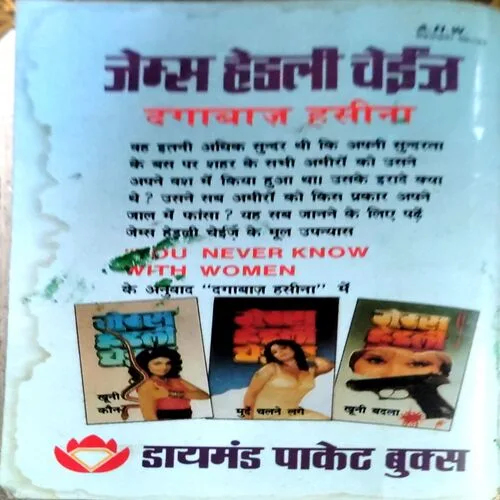 A.H.W.
जेम्स हेडली चेईज़
दगाबाज़ हसीना
वह इतनी अधिक सुन्दर थी कि अपनी सुन्दरता
के बस पर शहर के सभी अमीरों को उसने
अपने वश में किया हुआ था। उसके इरादे क्या
थे ? उसने सब अमीरों को किस प्रकार अपने
जाल में फांसा ? यह सब जानने के लिए पढ़ें
जेम्स हेडली चेईज़ के मूल उपन्यास
YOU NEVER KNOW
WITH WOMEN
के अनुवाद "दगाबाज़ हसीना" में
खूनी
कौन
मुर्दे चलने लगे
खूनी बदला
डायमंड पाकेट बुक्स